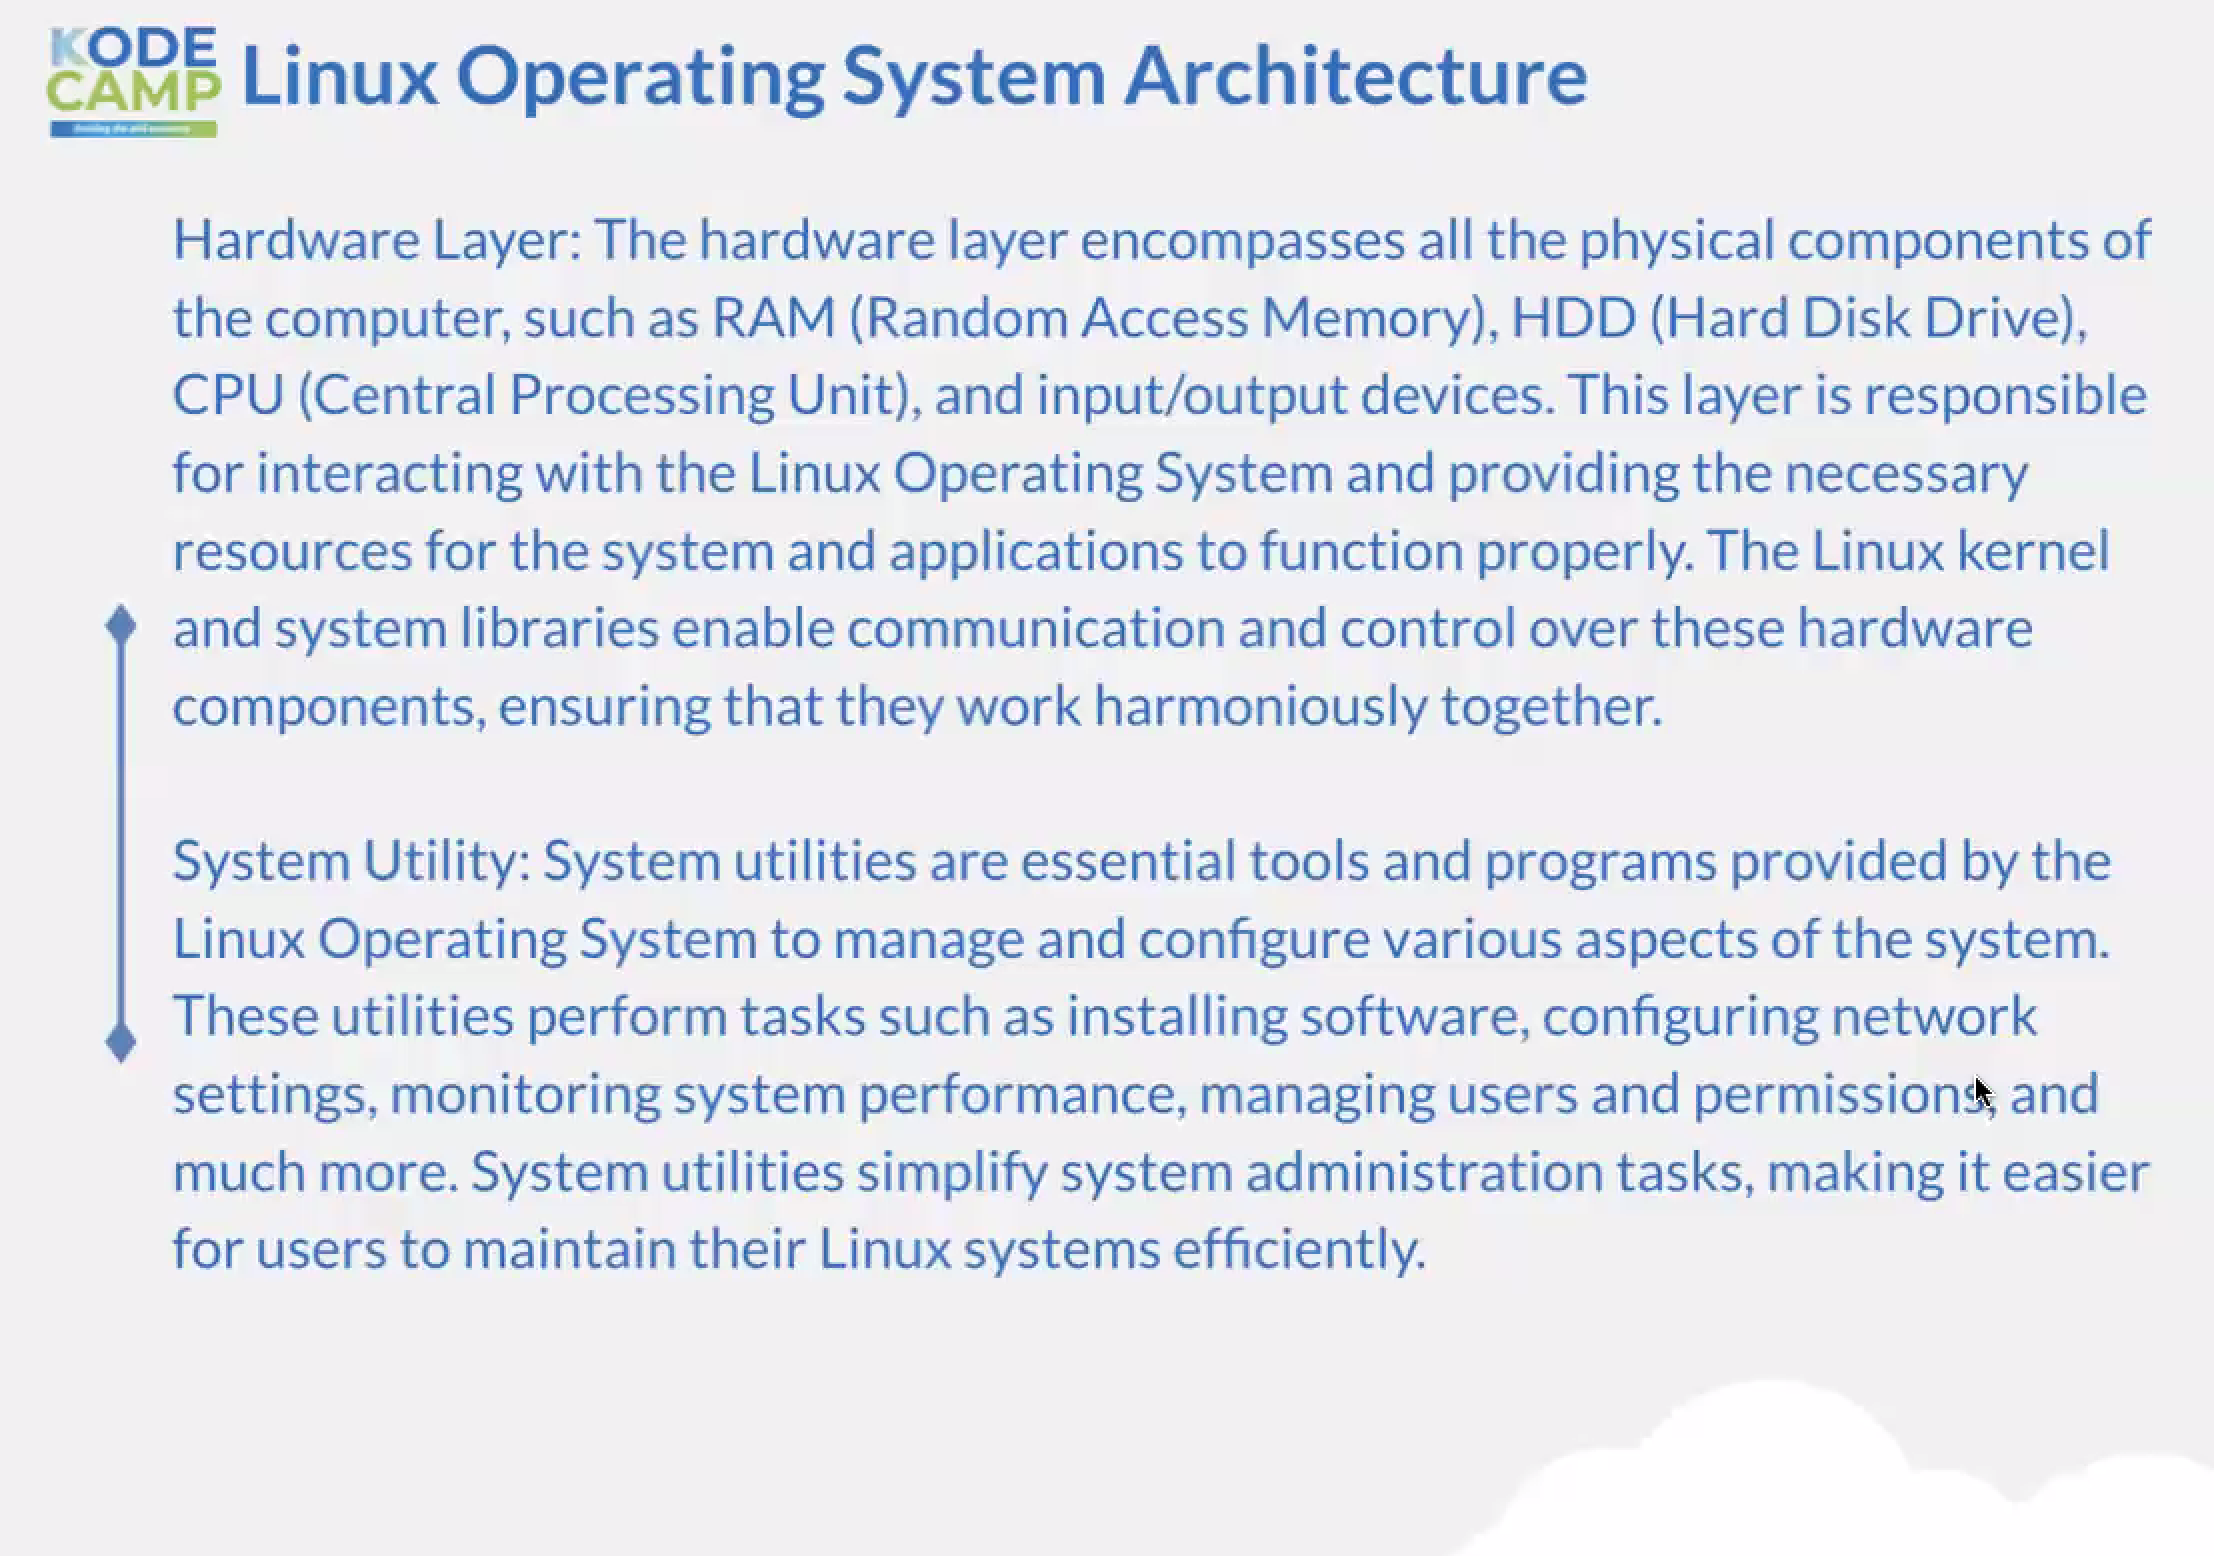 KODE
CAMP
Linux Operating System Architecture
Hardware Layer: The hardware layer encompasses all the physical components of
the computer, such as RAM (Random Access Memory), HDD (Hard Disk Drive),
CPU (Central Processing Unit), and input/output devices. This layer is responsible
for interacting with the Linux Operating System and providing the necessary
resources for the system and applications to function properly. The Linux kernel
and system libraries enable communication and control over these hardware
components, ensuring that they work harmoniously together.
System Utility: System utilities are essential tools and programs provided by the
Linux Operating System to manage and configure various aspects of the system.
These utilities perform tasks such as installing software, configuring network
settings, monitoring system performance, managing users and permissions, and
much more. System utilities simplify system administration tasks, making it easier
for users to maintain their Linux systems efficiently.